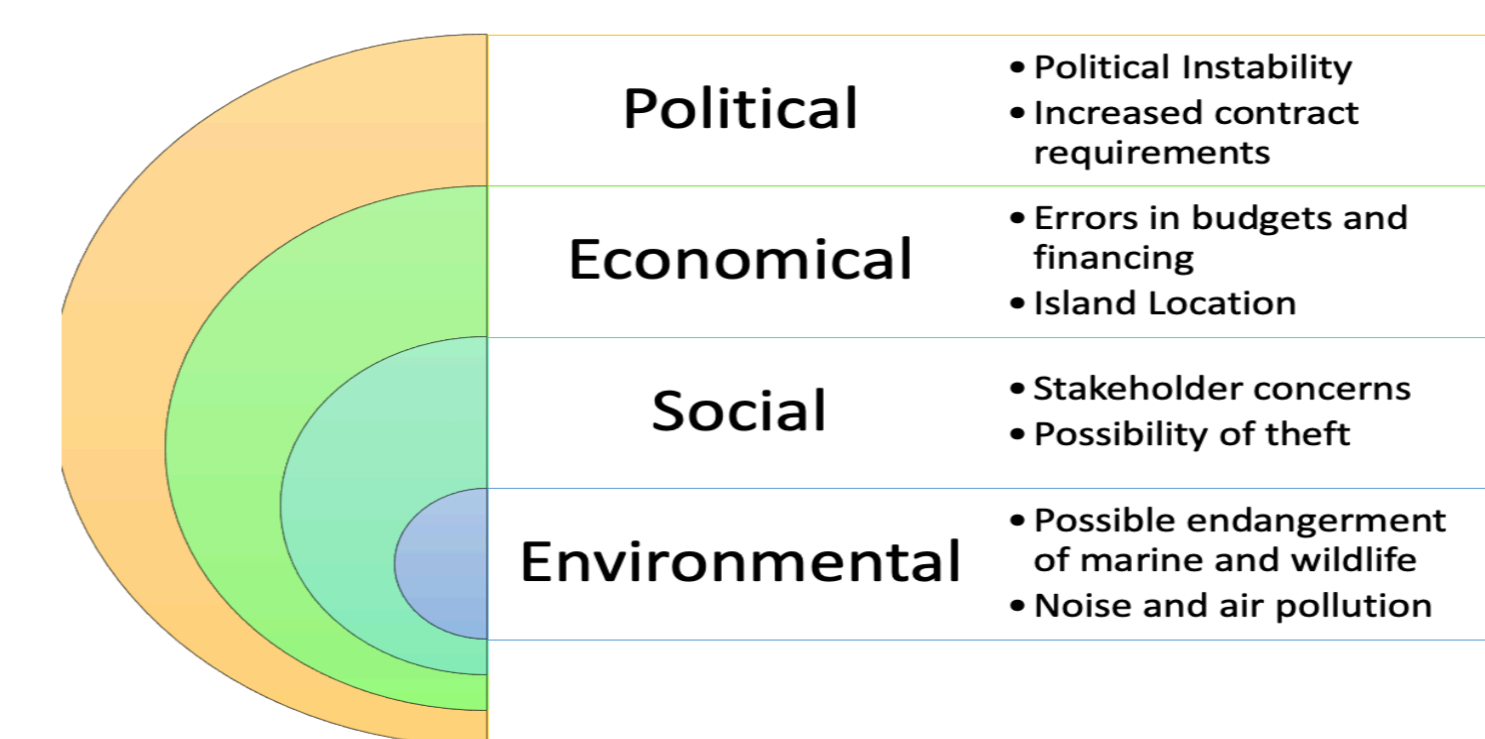 Political
• Political Instability
• Increased contract
requirements
Economical
• Errors in budgets and
financing
• Island Location
Social
• Stakeholder concerns
• Possibility of theft
Environmental
• Possible endangerment
of marine and wildlife
• Noise and air pollution